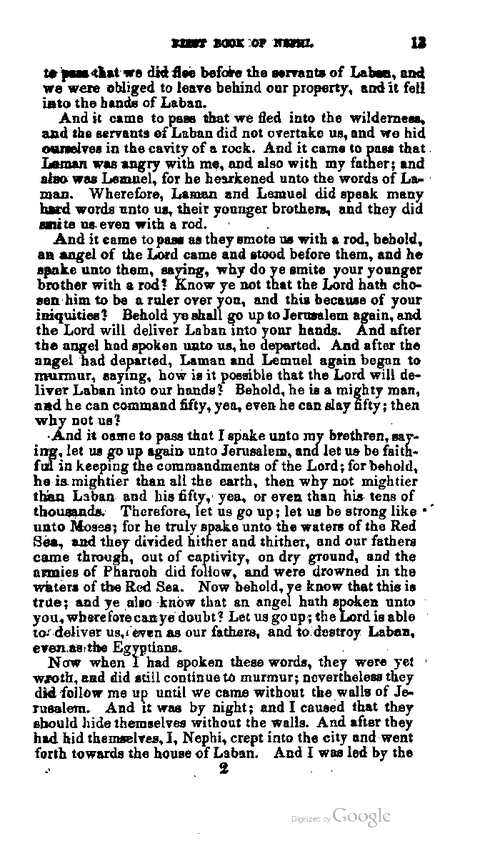 FIRST BOOK OF NEPHI. 13
to pass that we did flee before the servants of Laban, and
we were obliged to leave behind our property, and it fell
into the hands of Laban.
And it came to pass that we fled into the wilderness,
and the servants of Laban did not overtake us, and we hid
ourselves in the cavity of a rock. And it came to pass that
Laman was angry with me, and also with my father; and
also was Lemuel, for he hearkened unto the words of La-
man. Wherefore, Laman and Lemuel did speak many
hard words unto us, their younger brothers, and they did
smite us even with a rod.
And it came to pass as they smote us with a rod, behold,
an angel of the Lord came and stood before them, and he
spake unto them, saying, why do ye smite your younger
brother with a rod? Know ye not that the Lord hath cho-
sen him to be a ruler over you, and this because of your
iniquities? Behold ye shall go up to Jerusalem again, and
the Lord will deliver Laban into your hands. And after
the angel had spoken unto us, he departed. And after the
angel had departed, Laman and Lemuel again began to
murmur, saying, how is it possible that the Lord will de-
liver Laban into our hands? Behold, he is a mighty man,
and he can command fifty, yea, even he can slay fifty; then
why not us?
And it came to pass that I spake unto my brethren, say-
ing, let us go up again unto Jerusalem, and let us be faith-
ful in keeping the commandments of the Lord; for behold,
he is mightier than all the earth, then why not mightier
than Laban and his fifty, yea, or even than his tens of
thousands. Therefore, let us go up; let us be strong like
unto Moses; for he truly spake unto the waters of the Red
Sea, and they divided hither and thither, and our fathers
came through, out of captivity, on dry ground, and the
armies of Pharaoh did follow, and were drowned in the
waters of the Red Sea. Now behold, ye know that this is
true; and ye also know that an angel hath spoken unto
you, wherefore can ye doubt? Let us go up; the Lord is able
to deliver us, even as our fathers, and to destroy Laban,
even as the Egyptians.
Now when I had spoken these words, they were yet
wroth, and did still continue to murmur; nevertheless they
did follow me up until we came without the walls of Je-
rusalem. And it was by night; and I caused that they
should hide themselves without the walls. And after they
had hid themselves, I, Nephi, crept into the city and went
forth towards the house of Laban. And I was led by the
2
Digitized by Google